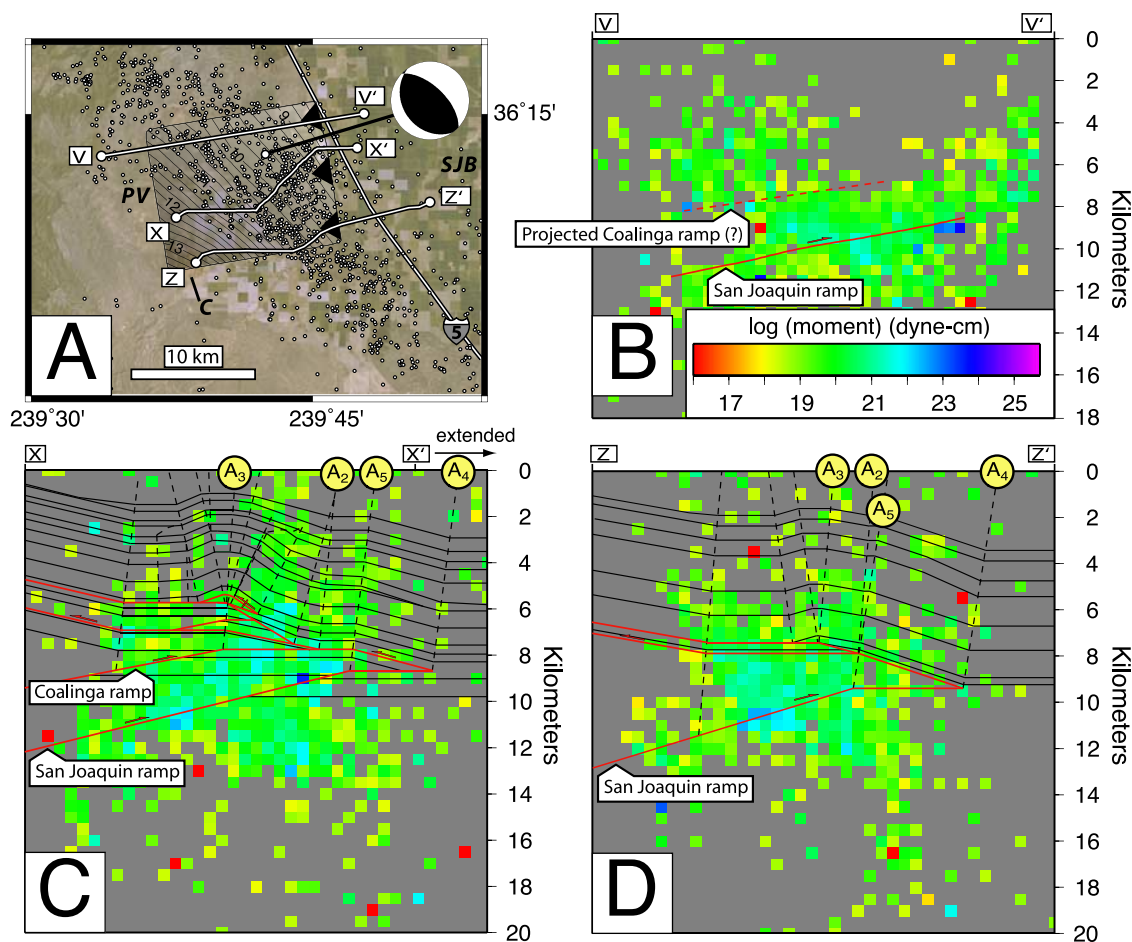 V
V'
X
X'
Z
Z'
PV
SJB
C
12
13
5
A
10 km
36°15'
239°30'
239°45'
V
V'
0
2
4
6
8
10
12
14
16
18
Kilometers
Projected Coalinga ramp (?)
San Joaquin ramp
B
log (moment) (dyne-cm)
17 19 21 23 25
X
X'
extended
A3
A2
A5
A4
0
2
4
6
8
10
12
14
16
18
20
Kilometers
Coalinga ramp
San Joaquin ramp
C
Z
Z'
A3
A2
A5
A4
0
2
4
6
8
10
12
14
16
18
20
Kilometers
San Joaquin ramp
D